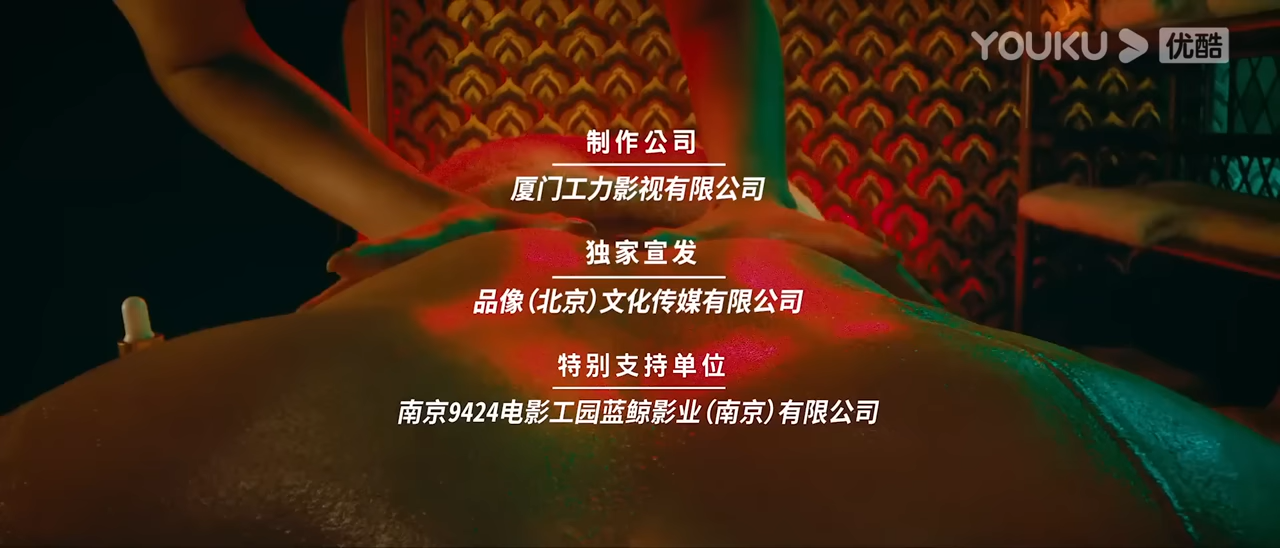 YOUKU 优酷
制作公司
厦门工力影视有限公司
独家宣发
品像（北京）文化传媒有限公司
特别支持单位
南京9424电影工园蓝鲸影业（南京）有限公司